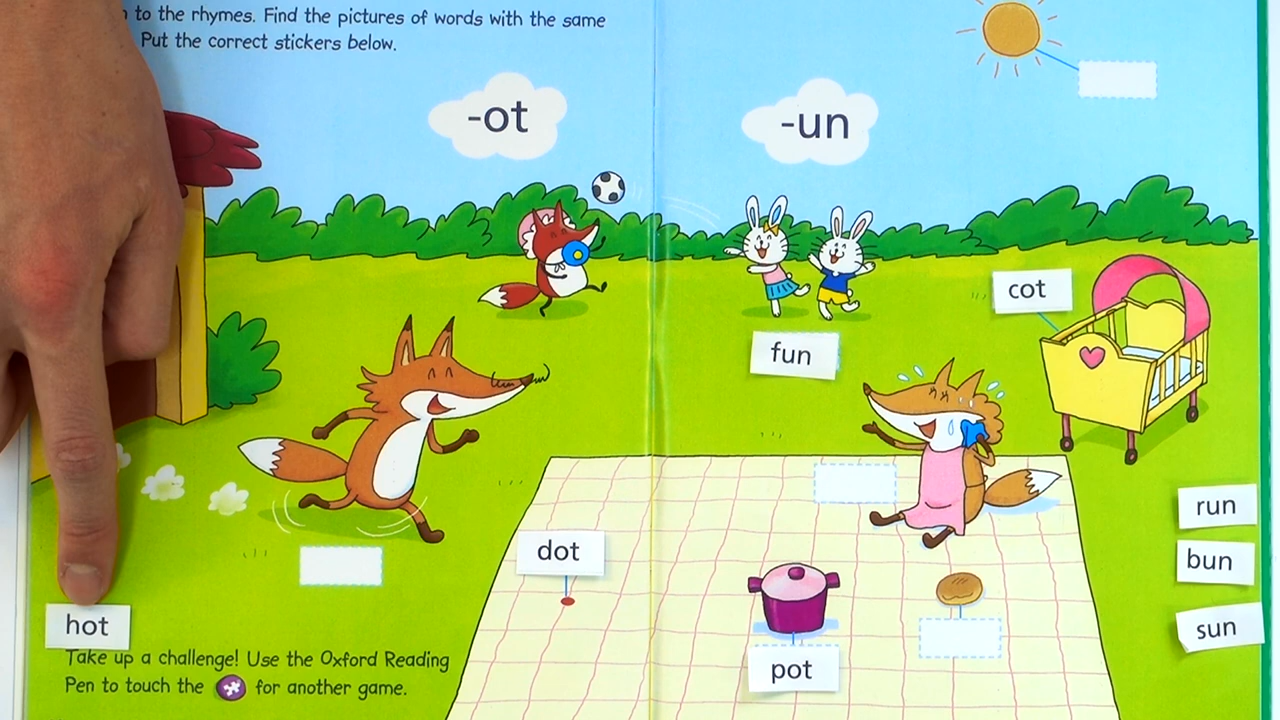 to the rhymes. Find the pictures of words with the same
Put the correct stickers below.
-ot
-un
cot
fun
run
dot
bun
hot
sun
pot
Take up a challenge! Use the Oxford Reading
Pen to touch the for another game.